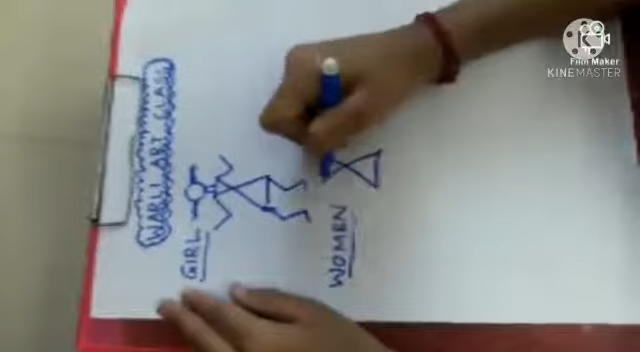 WARLI ART CLASS
GIRL
WOMEN
Film Maker
KINEMASTER